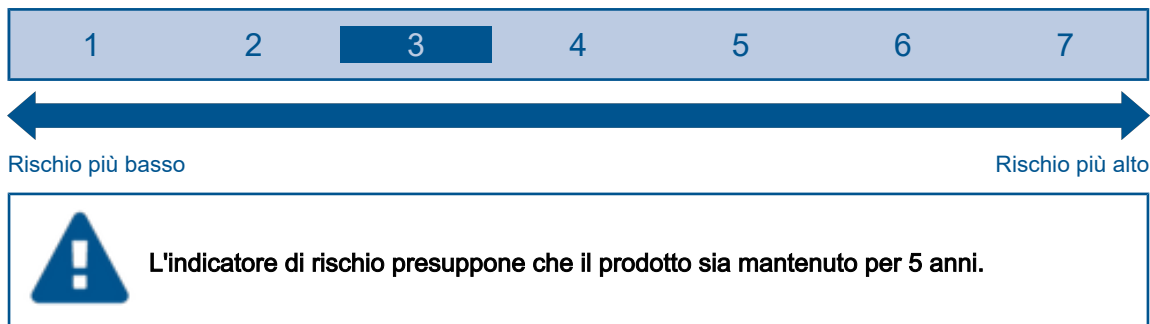 1 2 3 4 5 6 7
Rischio più basso Rischio più alto
L'indicatore di rischio presuppone che il prodotto sia mantenuto per 5 anni.